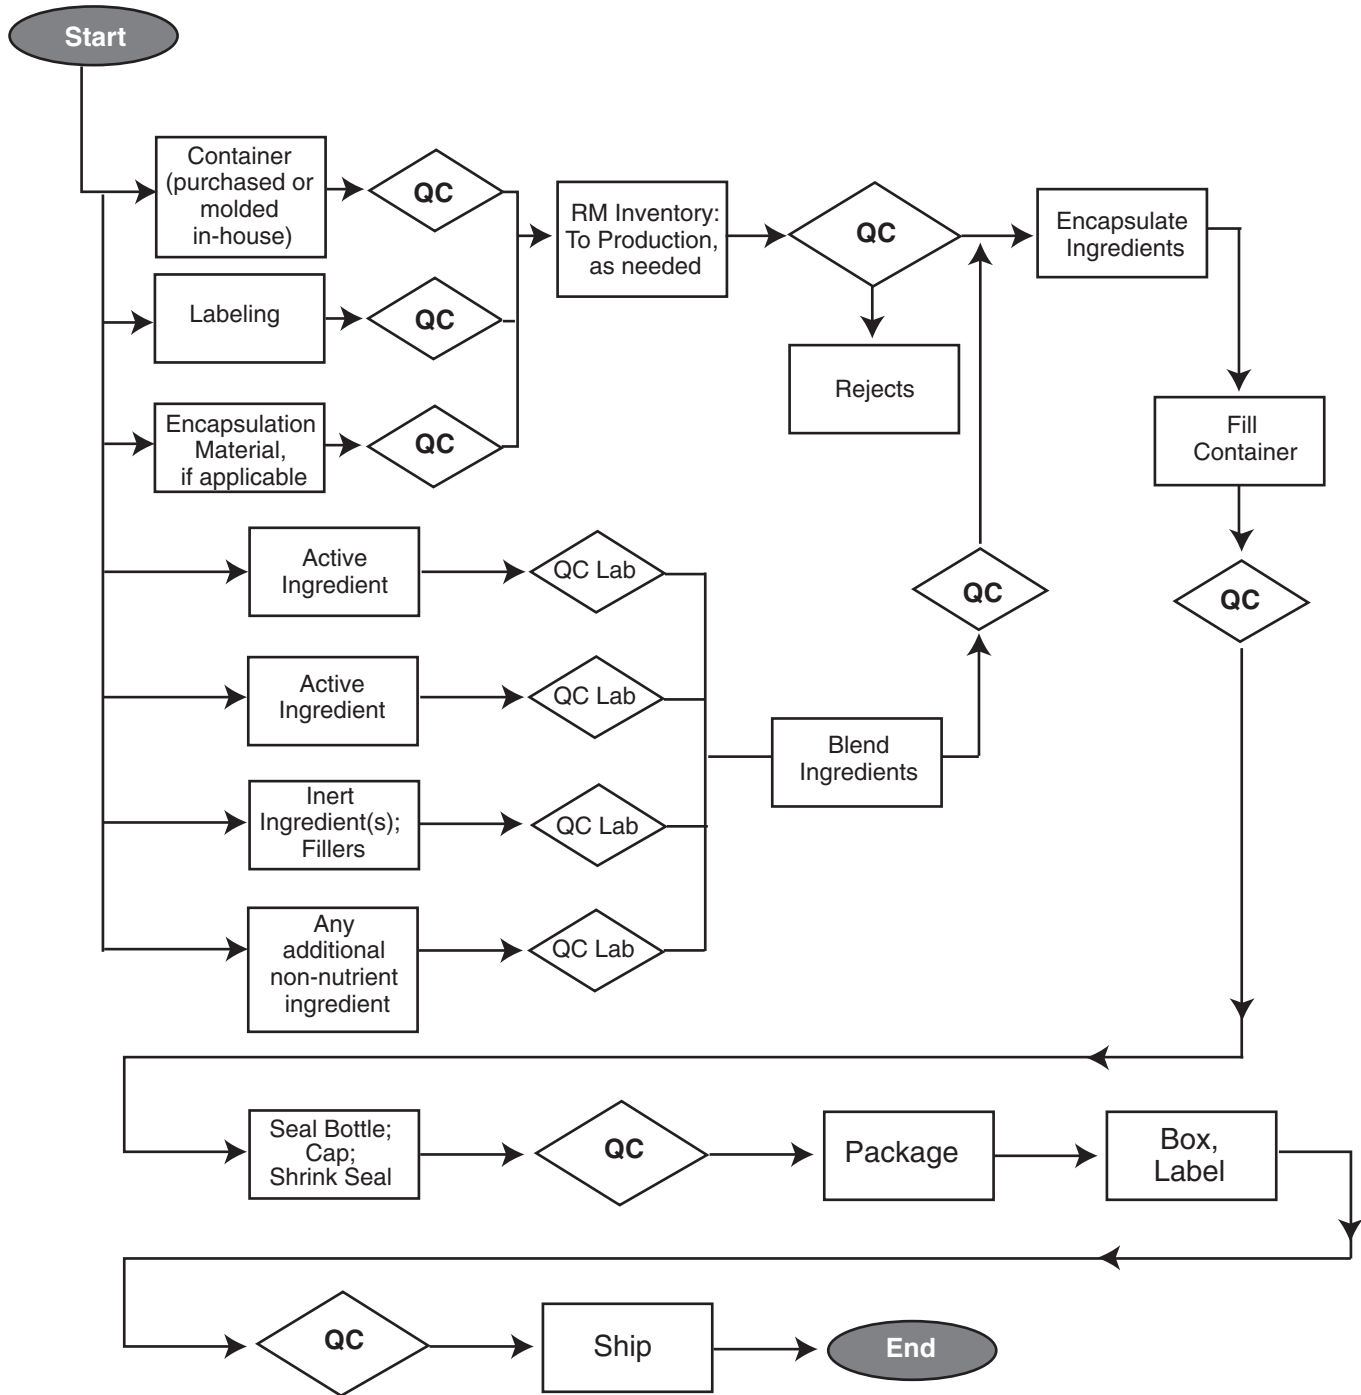 Start
Container
(purchased or
molded
in-house)
QC
RM Inventory:
To Production,
as needed
QC
Encapsulate
Ingredients
Labeling
QC
Rejects
Encapsulation
Material,
if applicable
QC
Fill
Container
Active
Ingredient
QC Lab
QC
QC
Active
Ingredient
QC Lab
Blend
Ingredients
Inert
Ingredient(s);
Fillers
QC Lab
Any
additional
non-nutrient
ingredient
QC Lab
Seal Bottle;
Cap;
Shrink Seal
QC
Package
Box,
Label
QC
Ship
End